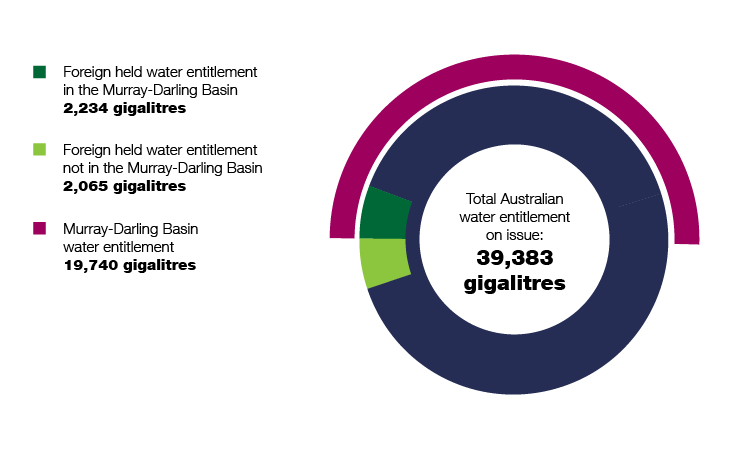 Foreign held water entitlement
in the Murray-Darling Basin
2,234 gigalitres
Foreign held water entitlement
not in the Murray-Darling Basin
2,065 gigalitres
Murray-Darling Basin
water entitlement
19,740 gigalitres
Total Australian
water entitlement
on issue:
39,383
gigalitres